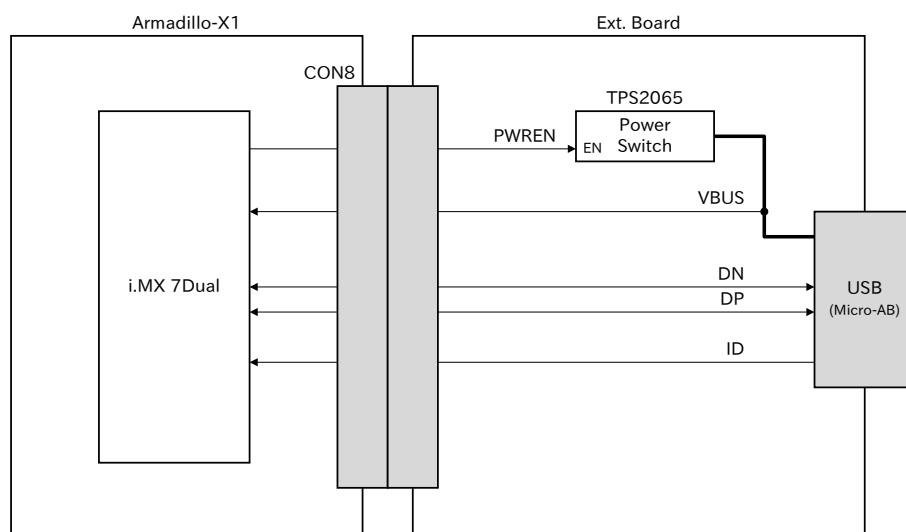 Armadillo-X1
Ext. Board
CON8
TPS2065
Power
Switch
EN
PWREN
VBUS
i.MX 7Dual
DN
DP
USB
(Micro-AB)
ID